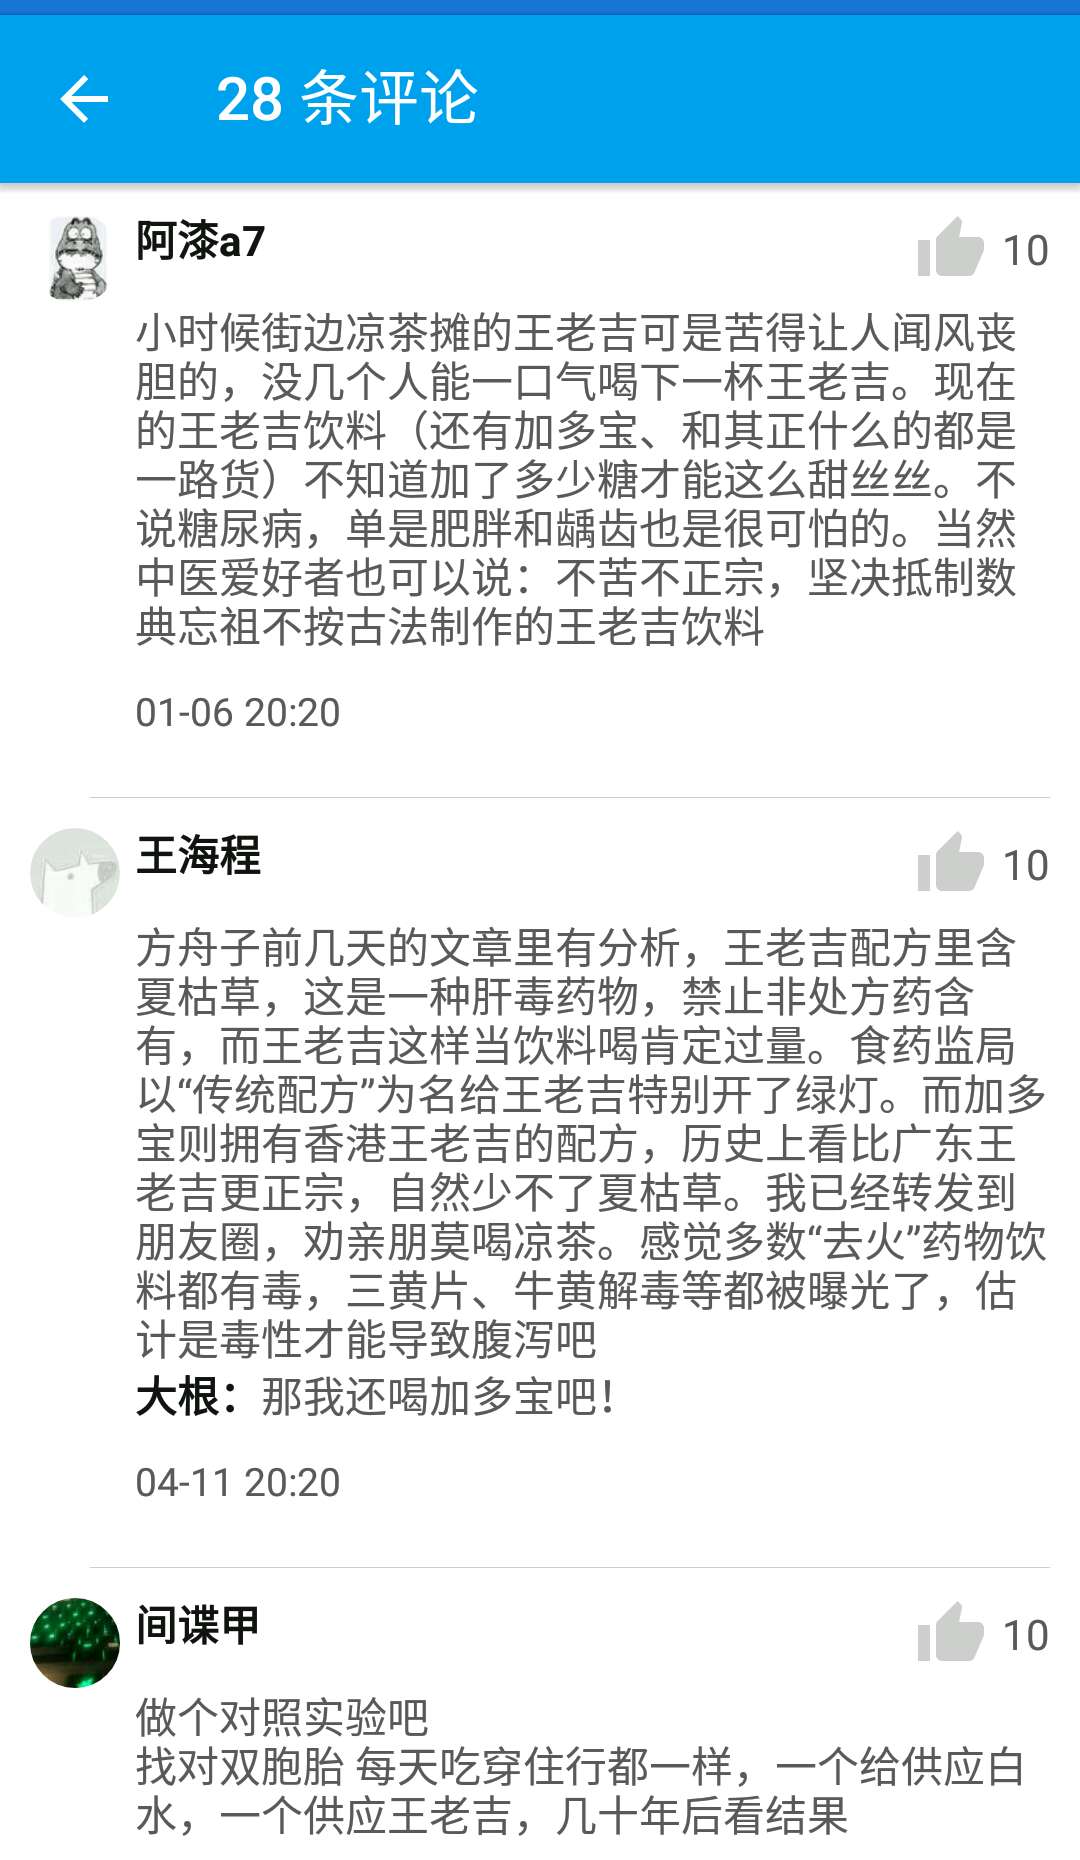 28 条评论
阿漆a7
10
小时候街边凉茶摊的王老吉可是苦得让人闻风丧
胆的，没几个人能一口气喝下一杯王老吉。现在
的王老吉饮料（还有加多宝、和其正什么的都是
一路货）不知道加了多少糖才能这么甜丝丝。不
说糖尿病，单是肥胖和龋齿也是很可怕的。当然
中医爱好者也可以说：不苦不正宗，坚决抵制数
典忘祖不按古法制作的王老吉饮料
01-06 20:20
王海程
10
方舟子前几天的文章里有分析，王老吉配方里含
夏枯草，这是一种肝毒药物，禁止非处方药含
有，而王老吉这样当饮料喝肯定过量。食药监局
以“传统配方”为名给王老吉特别开了绿灯。而加多
宝则拥有香港王老吉的配方，历史上看比广东王
老吉更正宗，自然少不了夏枯草。我已经转发到
朋友圈，劝亲朋莫喝凉茶。感觉多数“去火”药物饮
料都有毒，三黄片、牛黄解毒等都被曝光了，估
计是毒性才能导致腹泻吧
大根：那我还喝加多宝吧！
04-11 20:20
间谍甲
10
做个对照实验吧
找对双胞胎 每天吃穿住行都一样，一个给供应白
水，一个供应王老吉，几十年后看结果